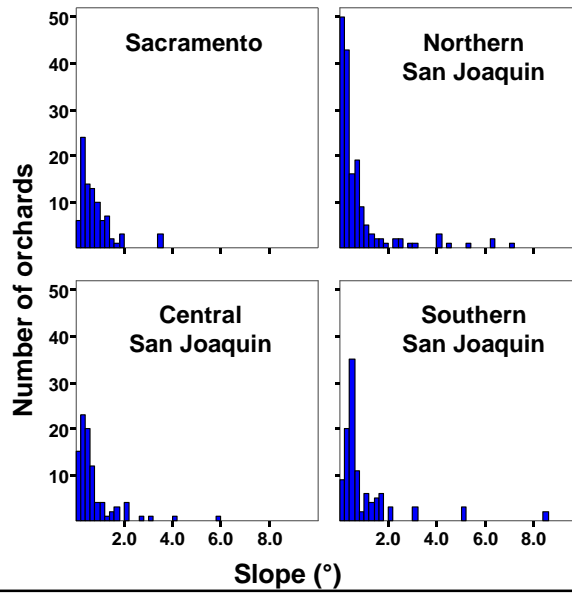 50
40
30
20
10
Sacramento
Northern
San Joaquin
Number of orchards
50
40
30
20
10
Central
San Joaquin
Southern
San Joaquin
2.0 4.0 6.0 8.0
2.0 4.0 6.0 8.0
Slope (°)